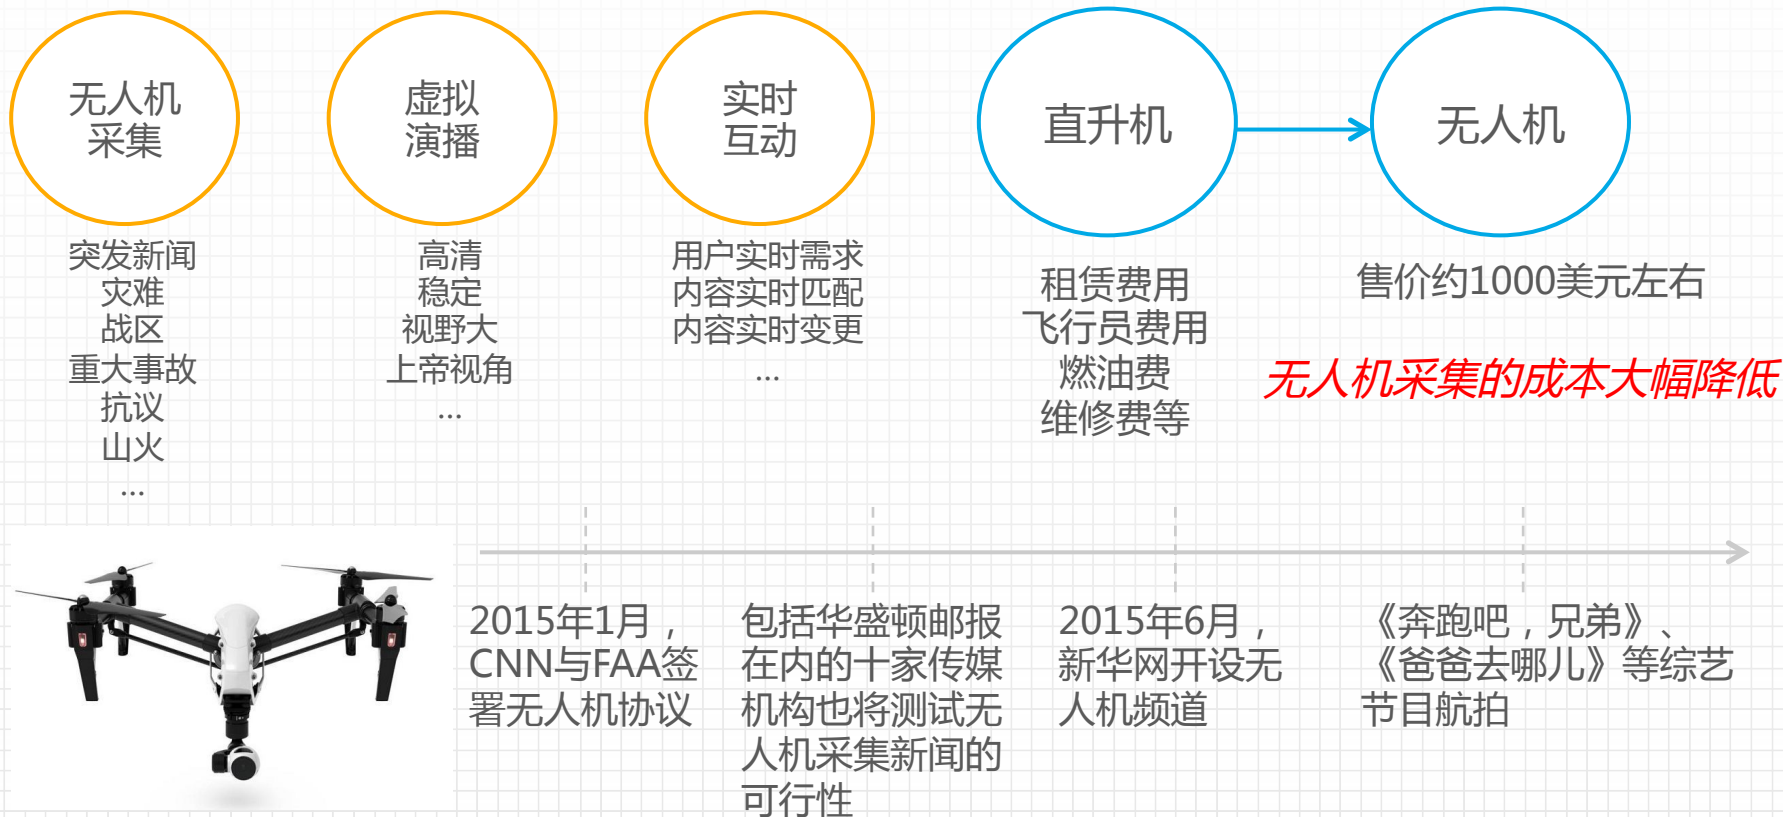 无人机
采集
突发新闻
灾难
战区
重大事故
抗议
山火
...
虚拟
演播
高清
稳定
视野大
上帝视角
...
实时
互动
用户实时需求
内容实时匹配
内容实时变更
...
直升机
租赁费用
飞行员费用
燃油费
维修费等
无人机
售价约1000美元左右
无人机采集的成本大幅降低
2015年1月，
CNN与FAA签
署无人机协议
包括华盛顿邮报
在内的十家传媒
机构也将测试无
人机采集新闻的
可行性
2015年6月，
新华网开设无
人机频道
《奔跑吧，兄弟》、
《爸爸去哪儿》等综艺
节目航拍